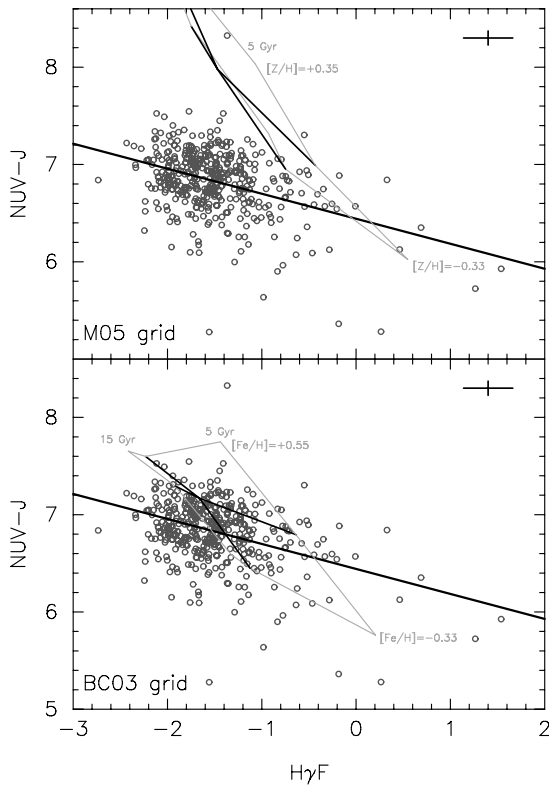 8
7
6
NUV-J
5 Gyr
[Z/H]=+0.35
[Z/H]=-0.33
M05 grid
8
7
6
5
NUV-J
15 Gyr
5 Gyr
[Fe/H]=+0.55
[Fe/H]=-0.33
BC03 grid
-3 -2 -1 0 1 2
HγF